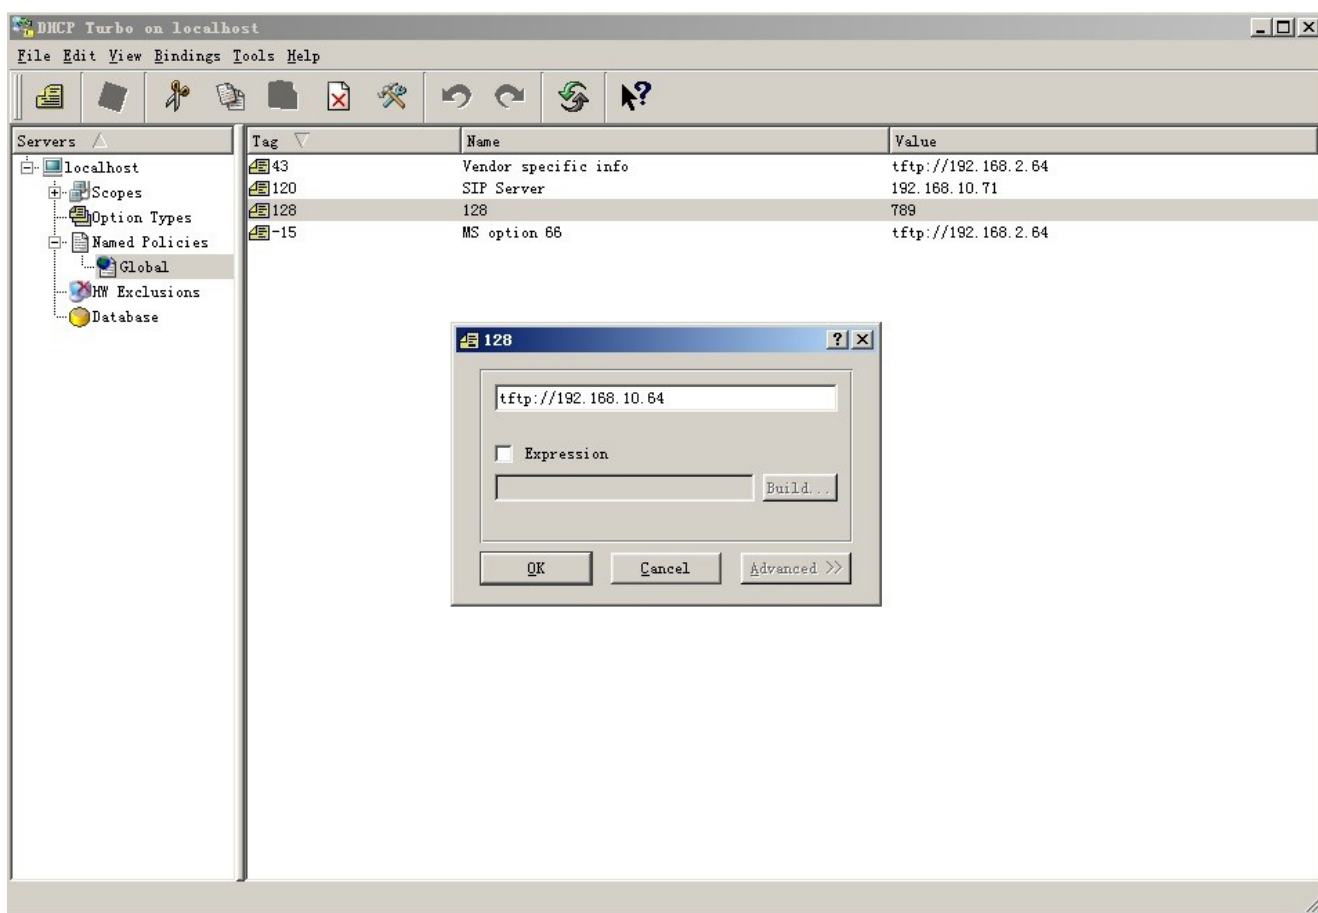 DHCP Turbo on localhost
File Edit View Bindings Tools Help
Servers
Tag Name Value
localhost
Scopes
Option Types
Named Policies
Global
HW Exclusions
Database
43 Vendor specific info tftp://192.168.2.64
120 SIP Server 192.168.10.71
128 128 789
-15 MS option 66 tftp://192.168.2.64
128
tftp://192.168.10.64
Expression
Build...
OK Cancel Advanced >>